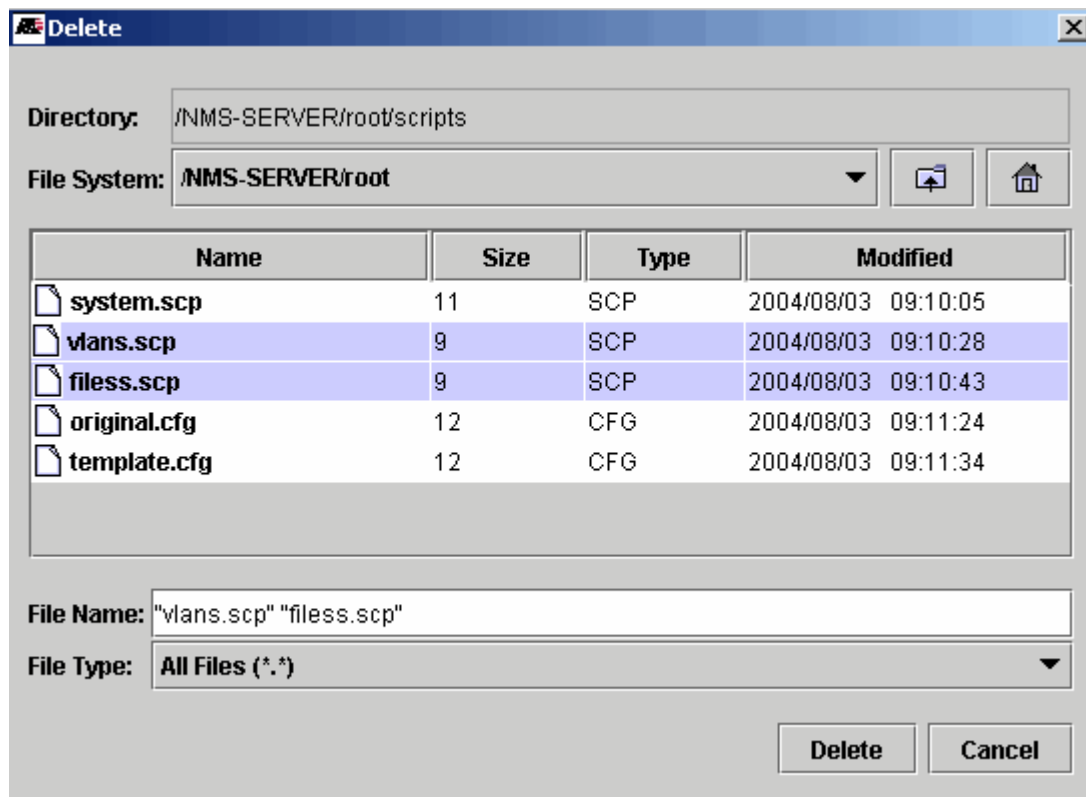 Delete
Directory: /NMS-SERVER/root/scripts
File System: /NMS-SERVER/root
Name Size Type Modified
system.scp 11 SCP 2004/08/03 09:10:05
vlans.scp 9 SCP 2004/08/03 09:10:28
filess.scp 9 SCP 2004/08/03 09:10:43
original.cfg 12 CFG 2004/08/03 09:11:24
template.cfg 12 CFG 2004/08/03 09:11:34
File Name: "vlans.scp" "filess.scp"
File Type: All Files (*.*)
Delete Cancel